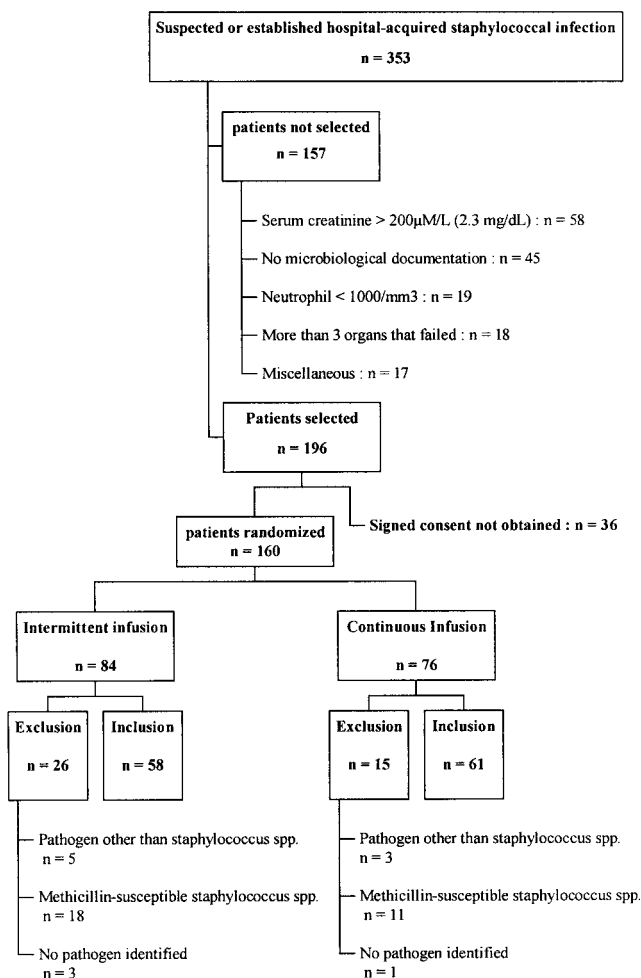 Suspected or established hospital-acquired staphylococcal infection
n = 353
patients not selected
n = 157
Serum creatinine > 200µM/L (2.3 mg/dL) : n = 58
No microbiological documentation : n = 45
Neutrophil < 1000/mm3 : n = 19
More than 3 organs that failed : n = 18
Miscellaneous : n = 17
Patients selected
n = 196
Signed consent not obtained : n = 36
patients randomized
n = 160
Intermittent infusion
n = 84
Continuous Infusion
n = 76
Exclusion
n = 26
Inclusion
n = 58
Exclusion
n = 15
Inclusion
n = 61
Pathogen other than staphylococcus spp.
n = 5
Methicillin-susceptible staphylococcus spp.
n = 18
No pathogen identified
n = 3
Pathogen other than staphylococcus spp.
n = 3
Methicillin-susceptible staphylococcus spp.
n = 11
No pathogen identified
n = 1